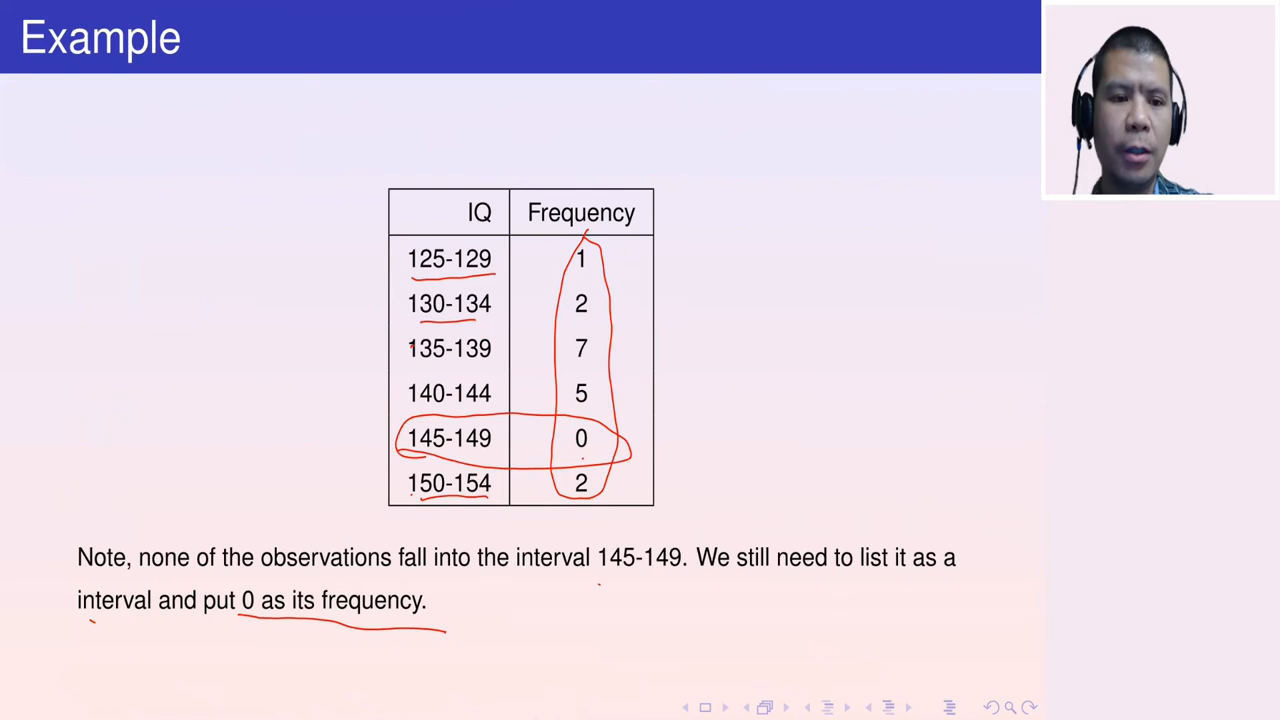 Example
IQ Frequency
125-129 1
130-134 2
135-139 7
140-144 5
145-149 0
150-154 2
Note, none of the observations fall into the interval 145-149. We still need to list it as a
interval and put 0 as its frequency.